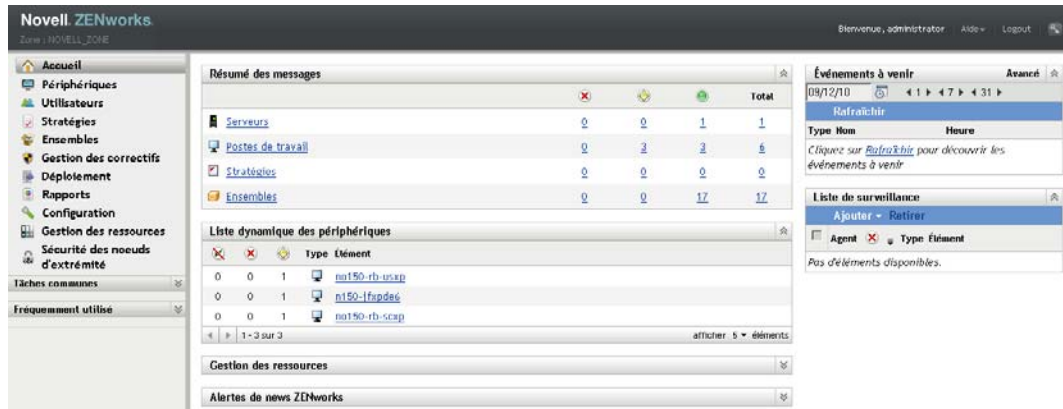 Novell ZENworks
Zone : NOVELL_ZONE
Bienvenue, administrator Aide Logout
Accueil
Périphériques
Utilisateurs
Stratégies
Ensembles
Gestion des correctifs
Déploiement
Rapports
Configuration
Gestion des ressources
Sécurité des noeuds
d'extrémité
Tâches communes
Fréquemment utilisé
Résumé des messages
Total
Serveurs 0 0 1 1
Postes de travail 0 3 3 6
Stratégies 0 0 0 0
Ensembles 0 0 17 17
Liste dynamique des périphériques
Type Élément
0 0 1 no150-rb-usxp
0 0 1 n150-jfxpde6
0 0 1 no150-rb-scxp
1 - 3 sur 3 afficher 5 éléments
Gestion des ressources
Alertes de news ZENworks
Événements à venir Avancé
09/12/10 1 7 31
Rafraîchir
Type Nom Heure
Cliquez sur Rafraîchir pour découvrir les
événements à venir
Liste de surveillance
Ajouter Retirer
Agent Type Élément
Pas d'éléments disponibles.